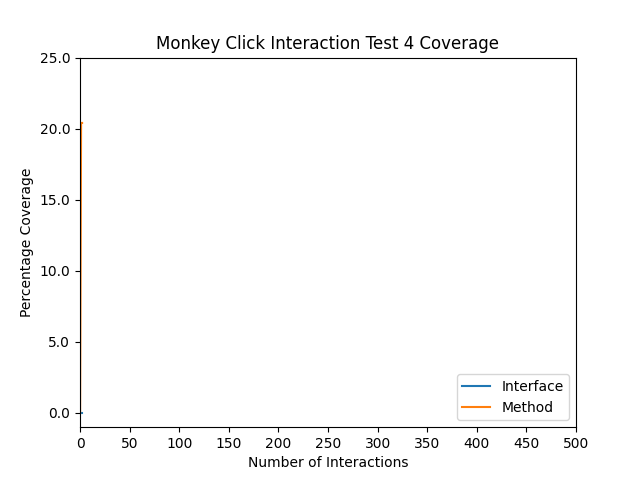 Monkey Click Interaction Test 4 Coverage
Percentage Coverage
25.0
20.0
15.0
10.0
5.0
0.0
0 50 100 150 200 250 300 350 400 450 500
Number of Interactions
Interface
Method